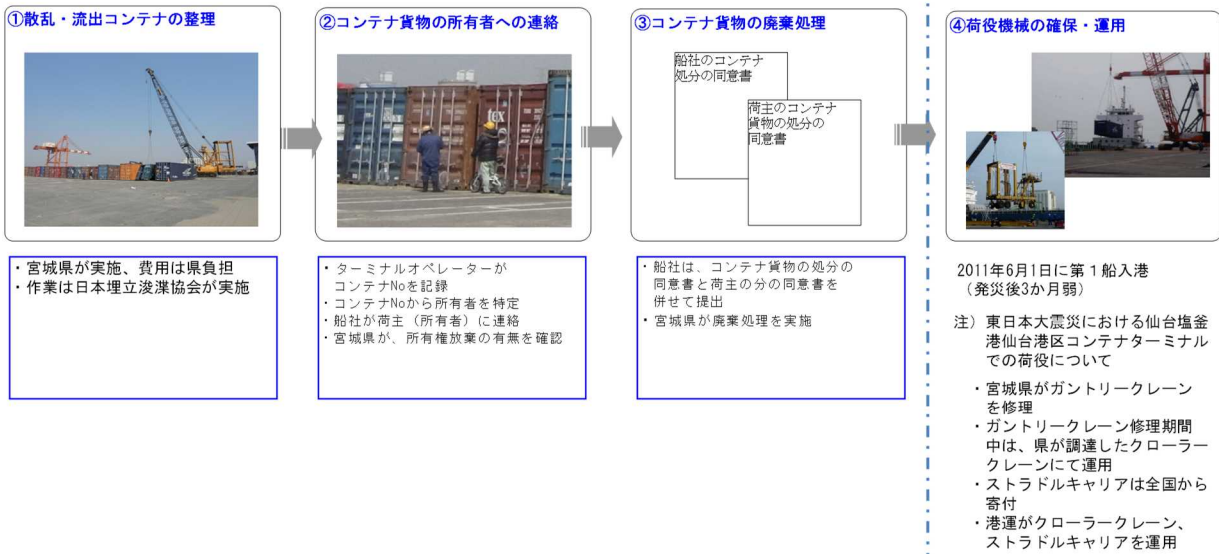 ①散乱・流出コンテナの整理
・宮城県が実施、費用は県負担
・作業は日本埋立浚渫協会が実施
②コンテナ貨物の所有者への連絡
・ターミナルオペレーターが
コンテナNoを記録
・コンテナNoから所有者を特定
・船社が荷主（所有者）に連絡
・宮城県が、所有権放棄の有無を確認
③コンテナ貨物の廃棄処理
船社のコンテナ
処分の同意書
荷主のコンテナ
貨物の処分の
同意書
・船社は、コンテナ貨物の処分の
同意書と荷主の分の同意書を
併せて提出
・宮城県が廃棄処理を実施
④荷役機械の確保・運用
2011年6月1日に第１船入港
（発災後3か月弱）
注）東日本大震災における仙台塩釜
港仙台港区コンテナターミナル
での荷役について
・宮城県がガントリークレーン
を修理
・ガントリークレーン修理期間
中は、県が調達したクローラー
クレーンにて運用
・ストラドルキャリアは全国から
寄付
・港運がクローラークレーン、
ストラドルキャリアを運用